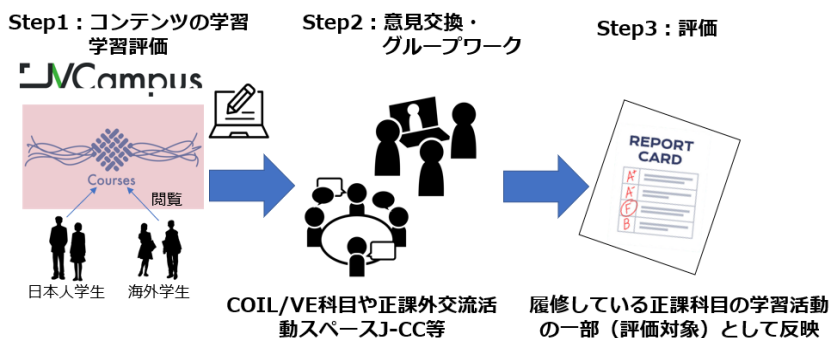 Step1：コンテンツの学習
学習評価
JVCampus
Courses
閲覧
日本人学生
海外学生
Step2：意見交換・
グループワーク
COIL/VE科目や正課外交流活
動スペースJ-CC等
Step3：評価
REPORT
CARD
A+
A-
F
B
履修している正課科目の学習活動
の一部（評価対象）として反映